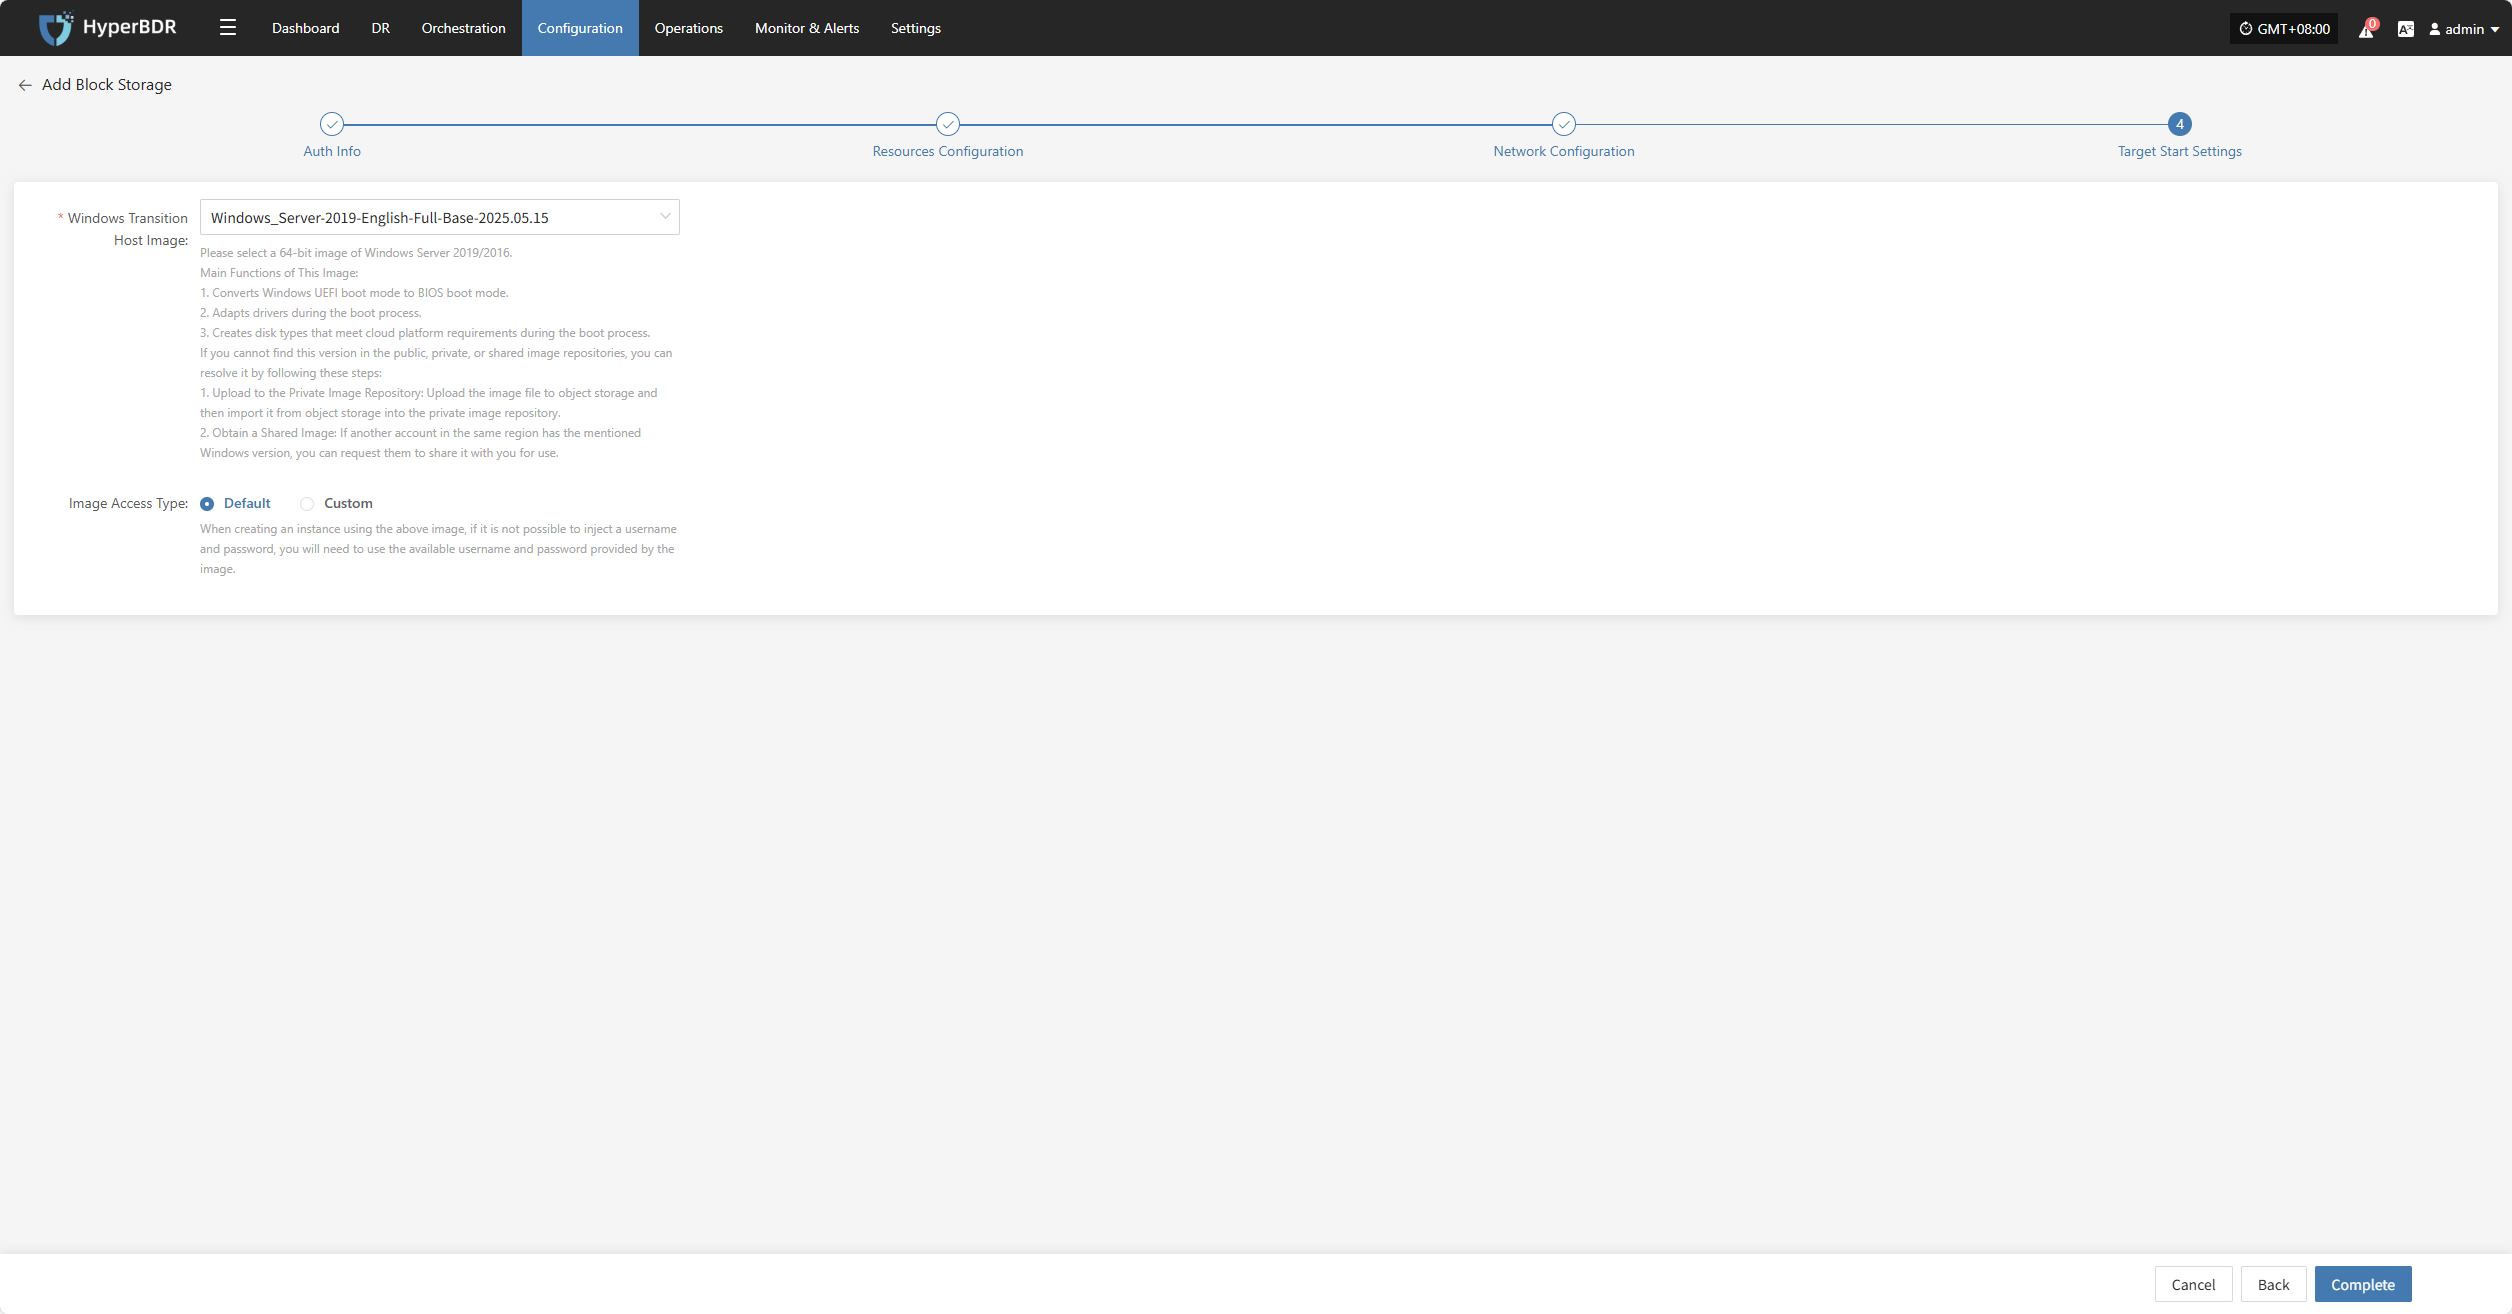 HyperBDR
Dashboard
DR
Orchestration
Configuration
Operations
Monitor & Alerts
Settings
GMT+08:00
0
admin
Add Block Storage
4
Auth Info
Resources Configuration
Network Configuration
Target Start Settings
* Windows Transition
Host Image:
Windows_Server-2019-English-Full-Base-2025.05.15
Please select a 64-bit image of Windows Server 2019/2016.
Main Functions of This Image:
1. Converts Windows UEFI boot mode to BIOS boot mode.
2. Adapts drivers during the boot process.
3. Creates disk types that meet cloud platform requirements during the boot process.
If you cannot find this version in the public, private, or shared image repositories, you can
resolve it by following these steps:
1. Upload to the Private Image Repository: Upload the image file to object storage and
then import it from object storage into the private image repository.
2. Obtain a Shared Image: If another account in the same region has the mentioned
Windows version, you can request them to share it with you for use.
Image Access Type:
Default
Custom
When creating an instance using the above image, if it is not possible to inject a username
and password, you will need to use the available username and password provided by the
image.
Cancel
Back
Complete